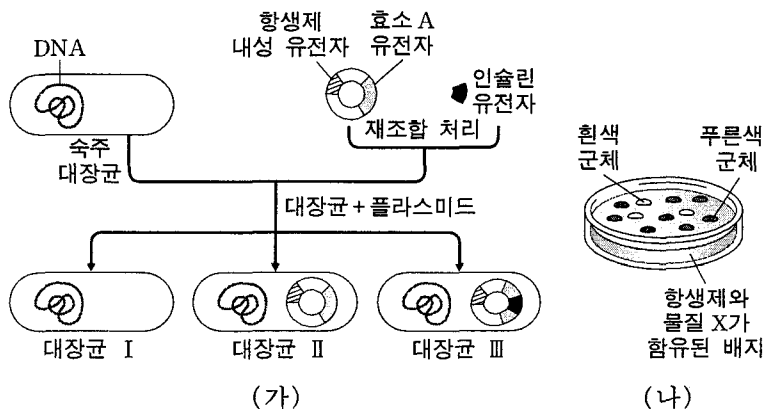 DNA
항생제
내성 유전자
효소 A
유전자
인슐린
유전자
재조합 처리
숙주
대장균
대장균 + 플라스미드
대장균 Ⅰ
대장균 Ⅱ
대장균 Ⅲ
(가)
흰색
군체
푸른색
군체
항생제와
물질 X가
함유된 배지
(나)